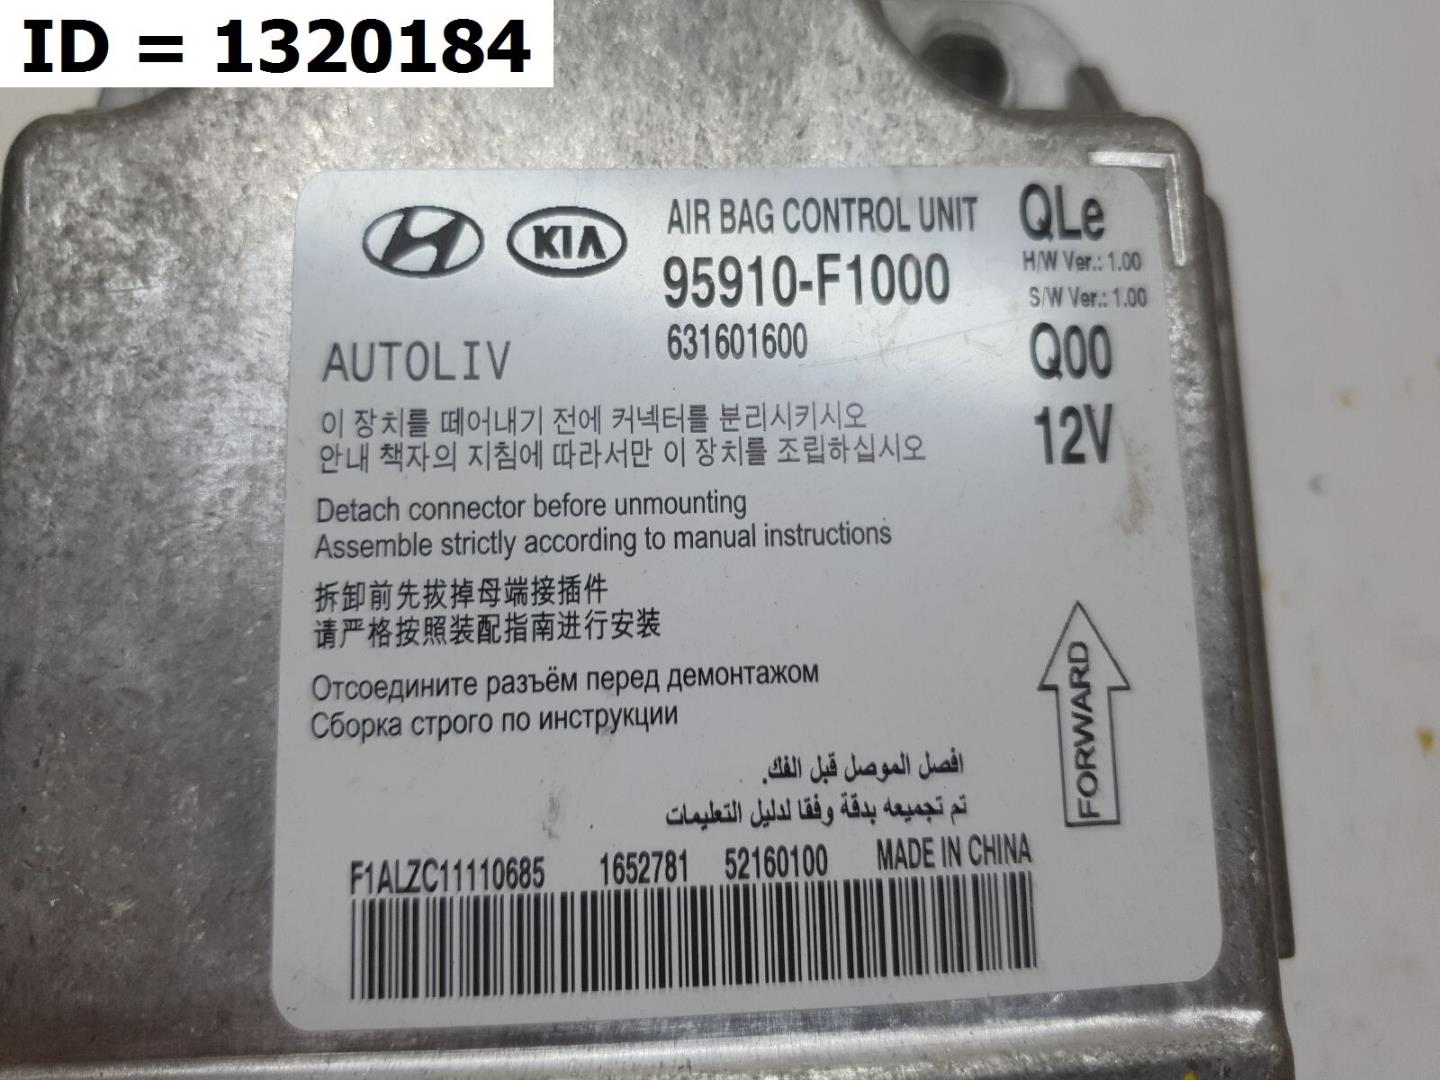 ID = 1320184
KIA
AIR BAG CONTROL UNIT
QLe
95910-F1000
H/W Ver.: 1.00
S/W Ver.: 1.00
631601600
Q00
AUTOLIV
12V
이 장치를 떼어내기 전에 커넥터를 분리시키시오
안내 책자의 지침에 따라서만 이 장치를 조립하십시오
Detach connector before unmounting
Assemble strictly according to manual instructions
拆卸前先拔掉母端接插件
请严格按照装配指南进行安装
Отсоедините разъём перед демонтажом
Сборка строго по инструкции
FORWARD
افصل الموصل قبل الفك.
تم تجميعه بدقة وفقا لدليل التعليمات
F1ALZC11110685 1652781 52160100 MADE IN CHINA